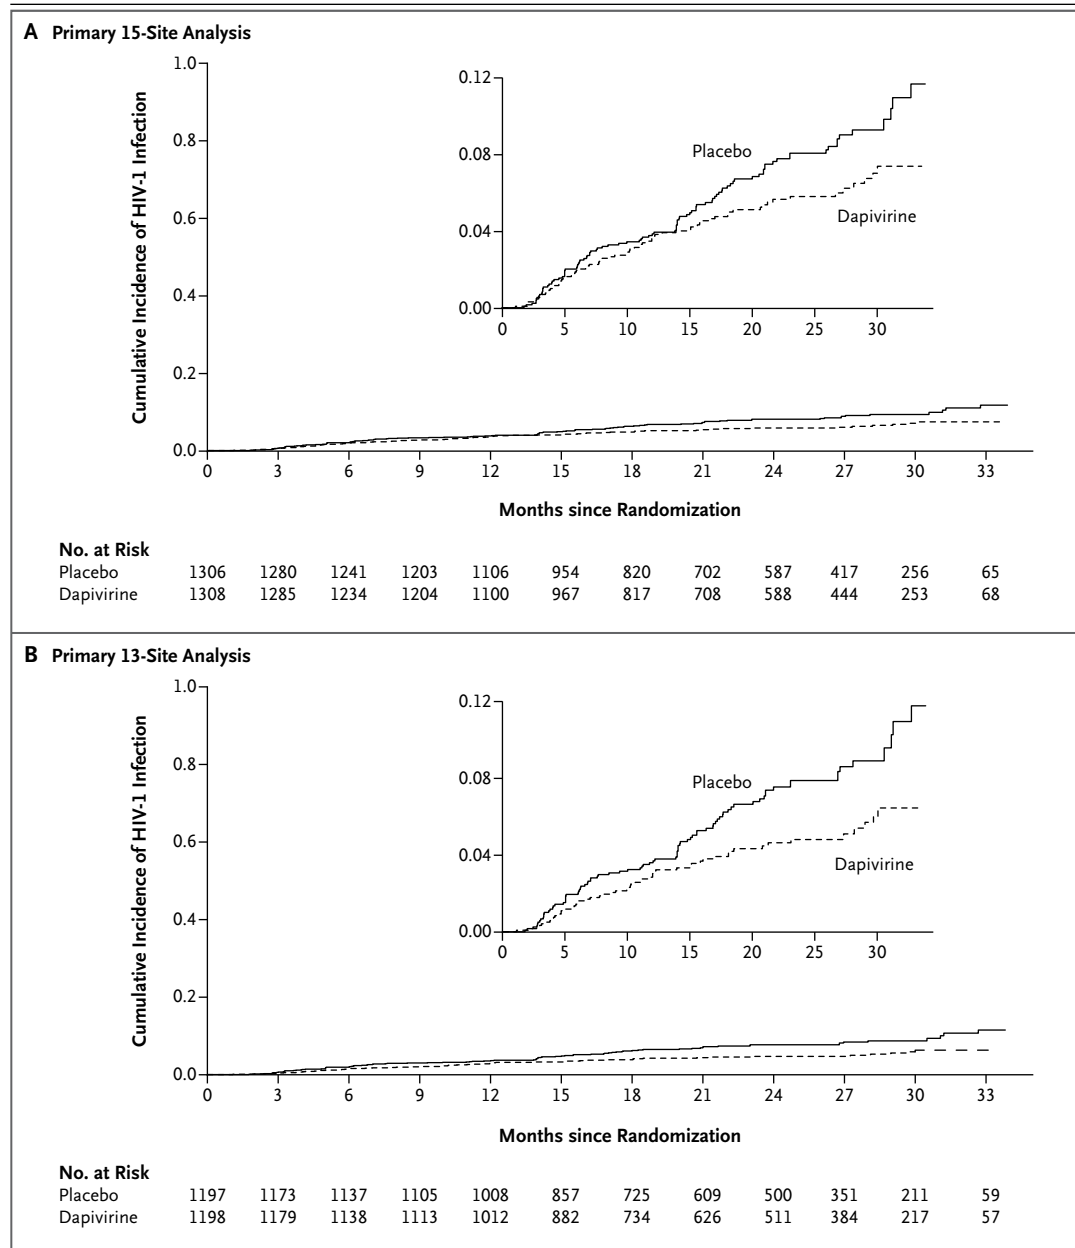 A Primary 15-Site Analysis
Cumulative Incidence of HIV-1 Infection
1.0
0.8
0.6
0.4
0.2
0.0
0 3 6 9 12 15 18 21 24 27 30 33
0.12
0.08
0.04
0.00
0 5 10 15 20 25 30
Placebo
Dapivirine
Months since Randomization
No. at Risk
Placebo 1306 1280 1241 1203 1106 954 820 702 587 417 256 65
Dapivirine 1308 1285 1234 1204 1100 967 817 708 588 444 253 68
B Primary 13-Site Analysis
Cumulative Incidence of HIV-1 Infection
1.0
0.8
0.6
0.4
0.2
0.0
0 3 6 9 12 15 18 21 24 27 30 33
0.12
0.08
0.04
0.00
0 5 10 15 20 25 30
Placebo
Dapivirine
Months since Randomization
No. at Risk
Placebo 1197 1173 1137 1105 1008 857 725 609 500 351 211 59
Dapivirine 1198 1179 1138 1113 1012 882 734 626 511 384 217 57